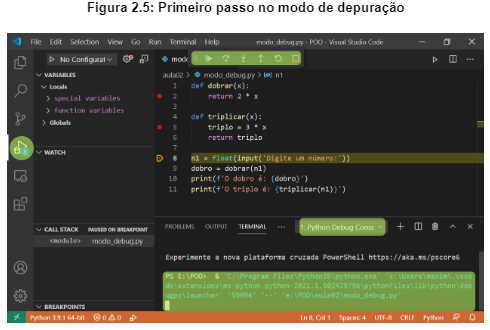 Figura 2.5: Primeiro passo no modo de depuração
File Edit Selection View Go Run Terminal Help modo_debug.py - POO - Visual Studio Code
No Configurat
modo
VARIABLES
Locals
special variables
function variables
Globals
WATCH
CALL STACK PAUSED ON BREAKPOINT
<module> modo_debug.py
BREAKPOINTS
aula02 > modo_debug.py > n1
1 def dobrar(x):
2 return 2 * x
3
4 def triplicar(x):
5 triplo = 3 * x
6 return triplo
7
8 n1 = float(input('Digite um número:'))
9 dobro = dobrar(n1)
10 print(f'O dobro é: {dobro}')
11 print(f'O triplo é: {triplicar(n1)}')
PROBLEMS OUTPUT TERMINAL ... 1: Python Debug Consc
Experimente a nova plataforma cruzada PowerShell https://aka.ms/pscore6
PS E:\POO> & 'C:\Program Files\Python39\python.exe' 'c:\Users\maxim\.vsco
de\extensions\ms-python.python-2021.1.502429796\pythonFiles\lib\python\deb
ugpy\launcher' '59894' '--' 'e:\POO\aula02\modo_debug.py'
Python 3.9.1 64-bit 0 0 Ln 8, Col 1 Spaces: 4 UTF-8 CRLF Python